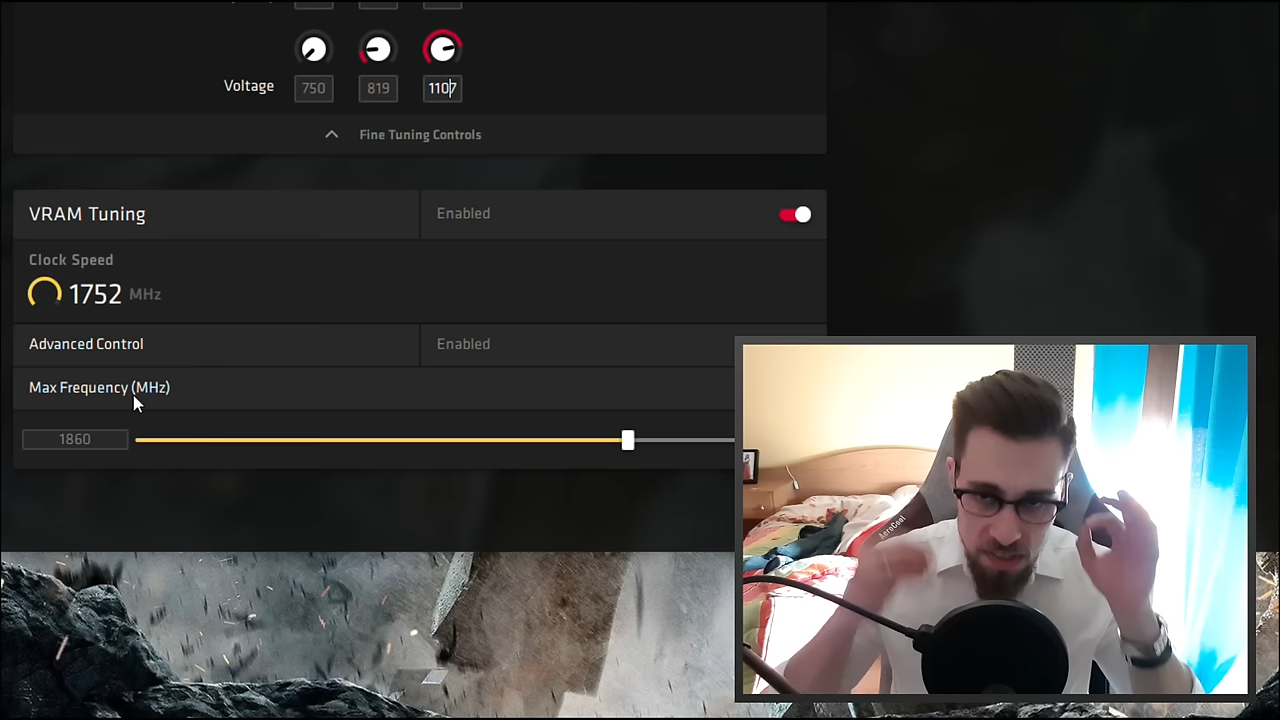 Voltage 750 819 1107
Fine Tuning Controls
VRAM Tuning Enabled
Clock Speed
1752 MHz
Advanced Control Enabled
Max Frequency (MHz)
1860
AeroCool